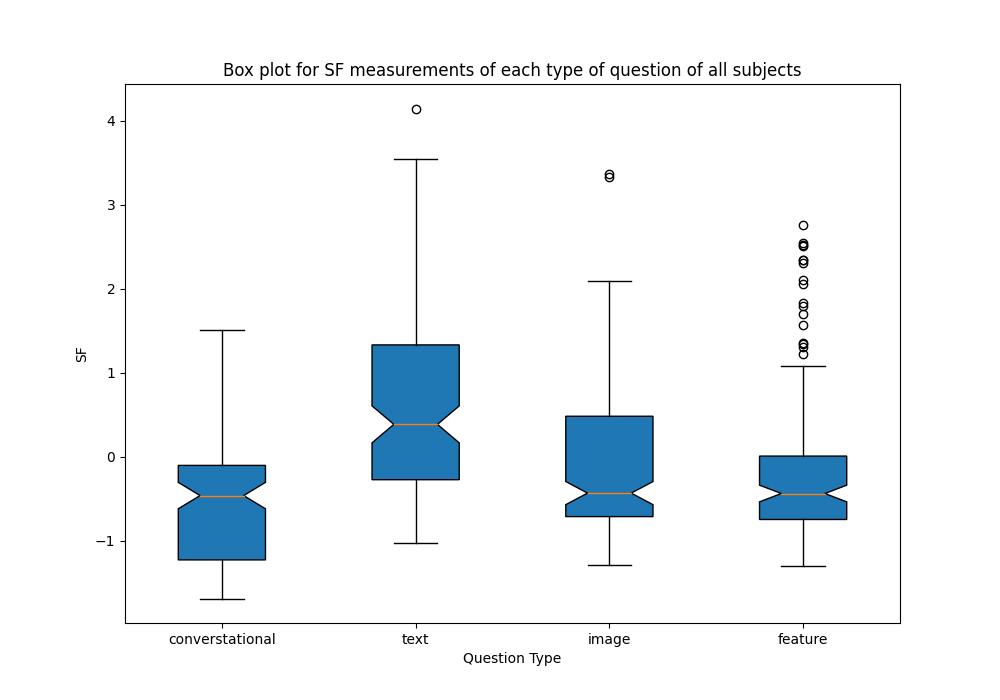 Box plot for SF measurements of each type of question of all subjects
4
3
2
1
0
−1
SF
converstational text image feature
Question Type